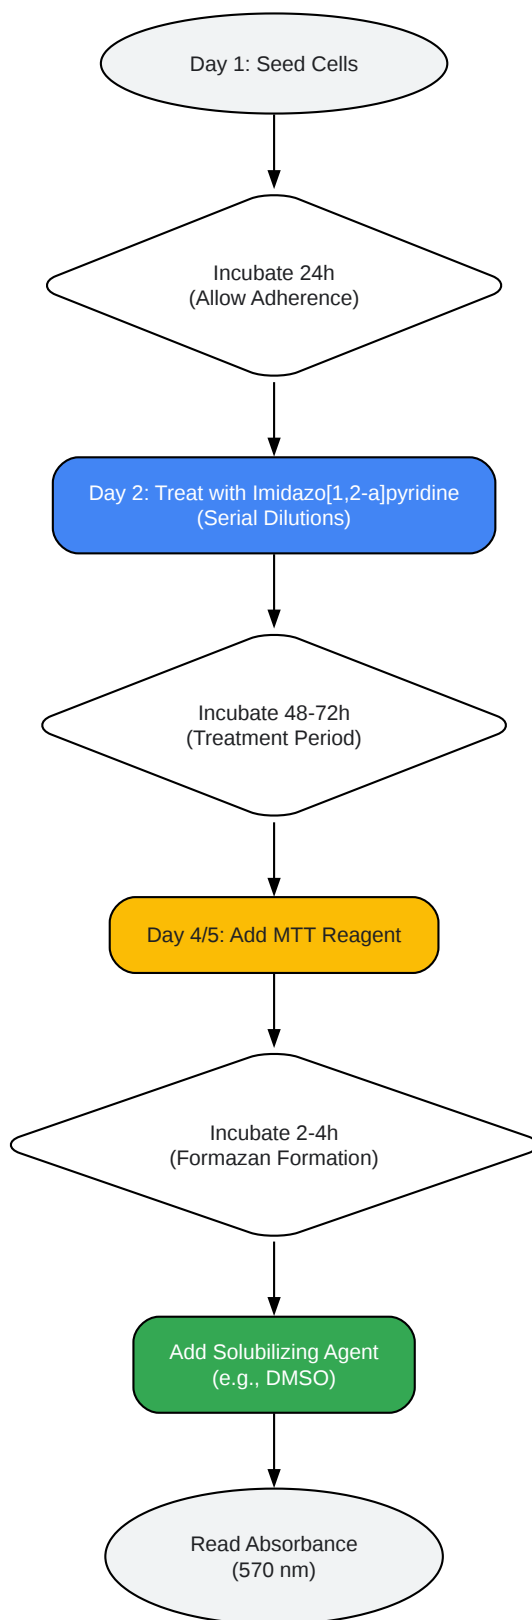 Day 1: Seed Cells
Incubate 24h
(Allow Adherence)
Day 2: Treat with Imidazo[1,2-a]pyridine
(Serial Dilutions)
Incubate 48-72h
(Treatment Period)
Day 4/5: Add MTT Reagent
Incubate 2-4h
(Formazan Formation)
Add Solubilizing Agent
(e.g., DMSO)
Read Absorbance
(570 nm)